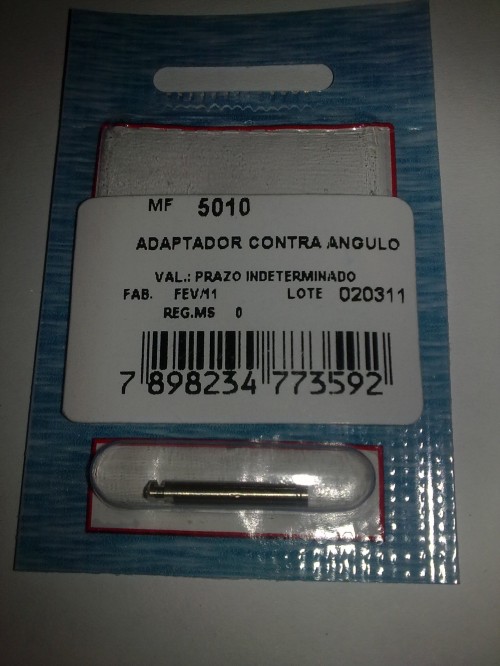 MF 5010
ADAPTADOR CONTRA ANGULO
VAL.: PRAZO INDETERMINADO
FAB. FEV/11 LOTE 020311
REG.MS 0
7 898234 773592